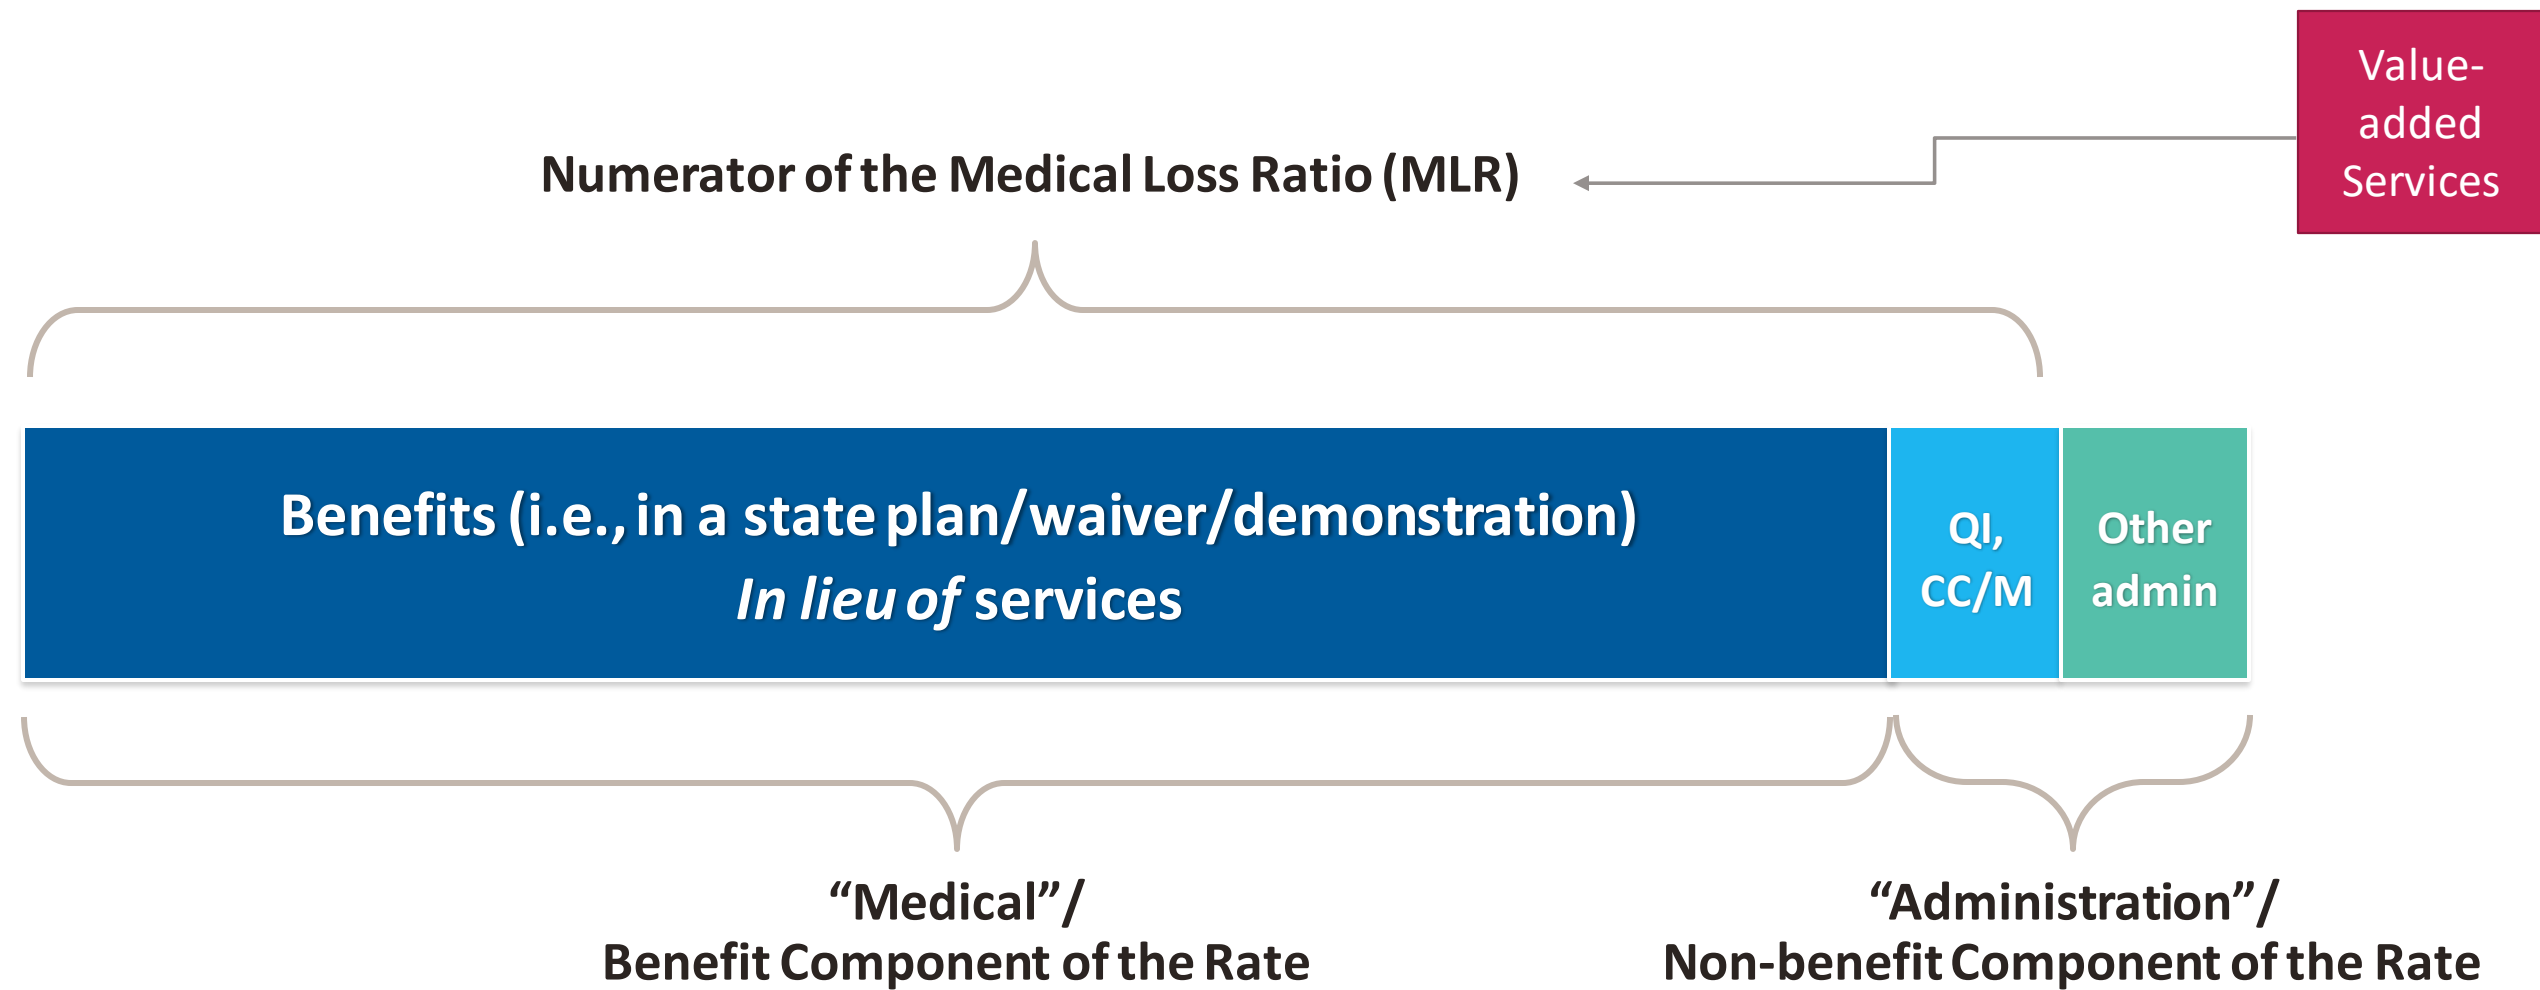 Value-
added
Services
Numerator of the Medical Loss Ratio (MLR)
Benefits (i.e., in a state plan/waiver/demonstration)
In lieu of services
QI,
CC/M
Other
admin
“Medical”/
Benefit Component of the Rate
“Administration”/
Non-benefit Component of the Rate